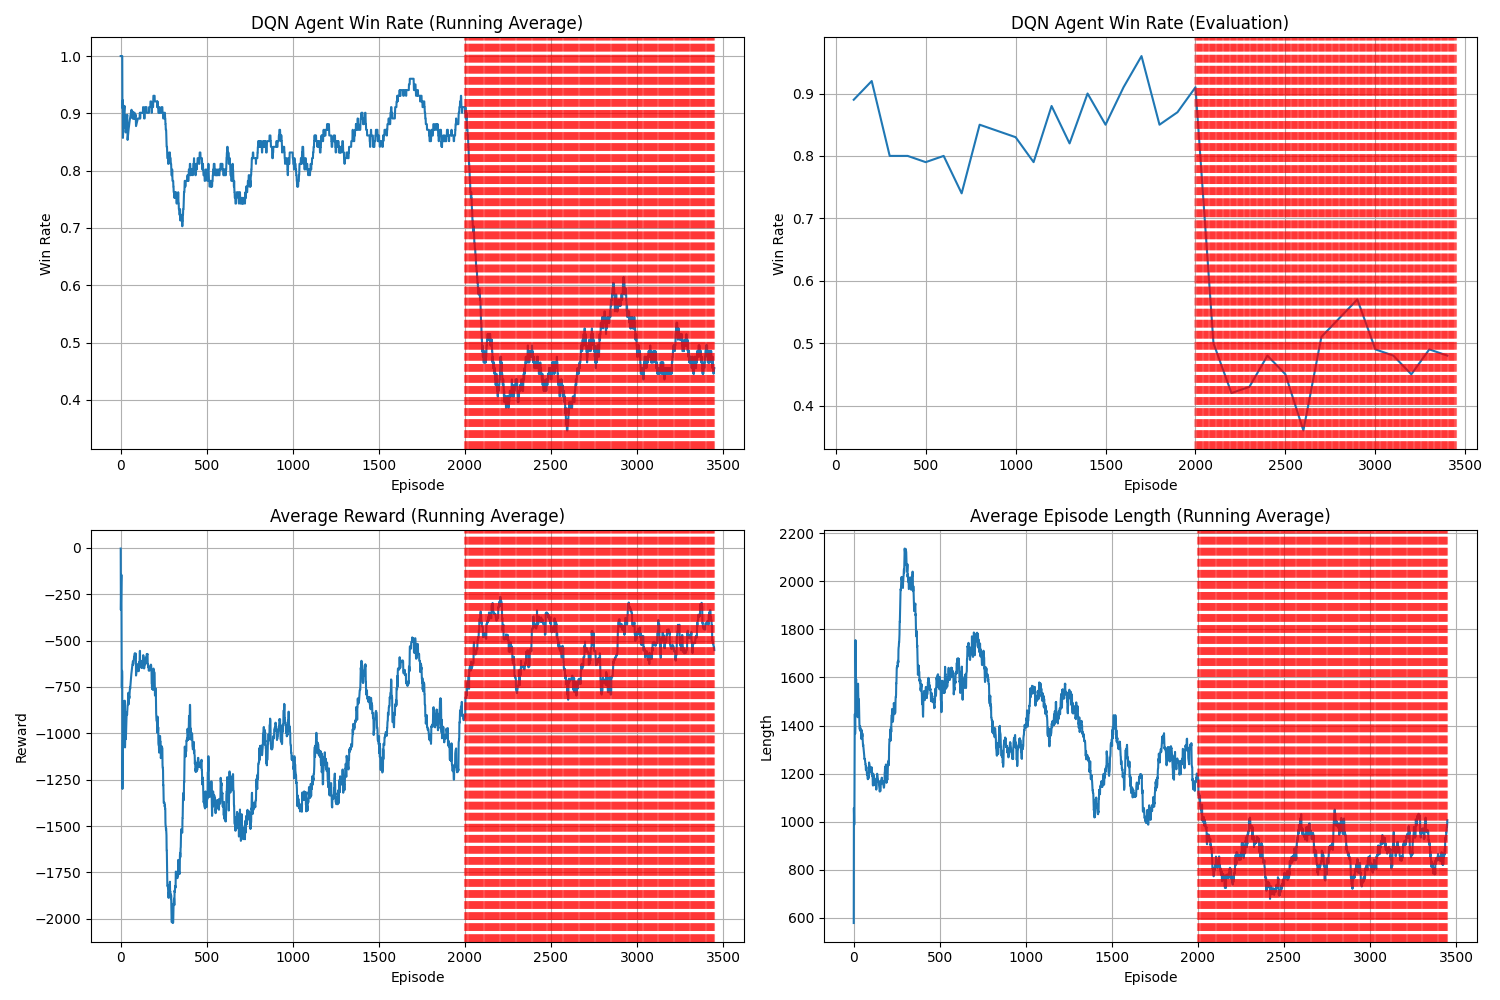 DQN Agent Win Rate (Running Average)
1.0
0.9
0.8
0.7
0.6
0.5
0.4
Win Rate
0 500 1000 1500 2000 2500 3000 3500
Episode
DQN Agent Win Rate (Evaluation)
0.9
0.8
0.7
0.6
0.5
0.4
Win Rate
0 500 1000 1500 2000 2500 3000 3500
Episode
Average Reward (Running Average)
0
−250
−500
−750
−1000
−1250
−1500
−1750
−2000
Reward
0 500 1000 1500 2000 2500 3000 3500
Episode
Average Episode Length (Running Average)
2200
2000
1800
1600
1400
1200
1000
800
600
Length
0 500 1000 1500 2000 2500 3000 3500
Episode